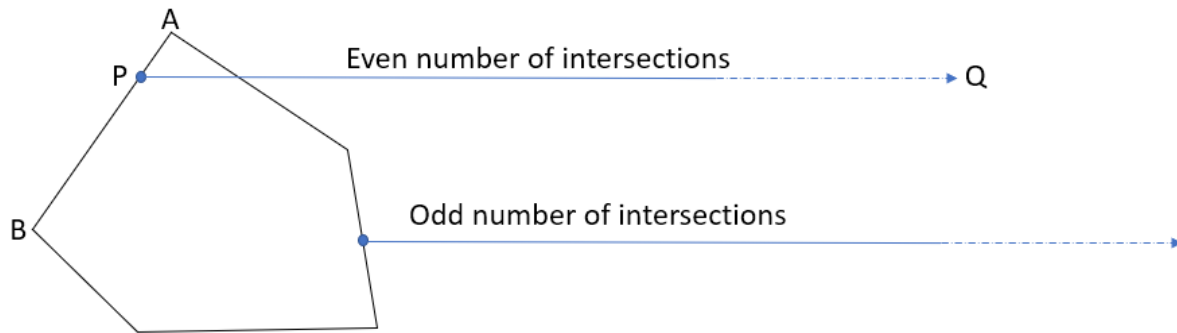 A
Even number of intersections
P
Q
Odd number of intersections
B